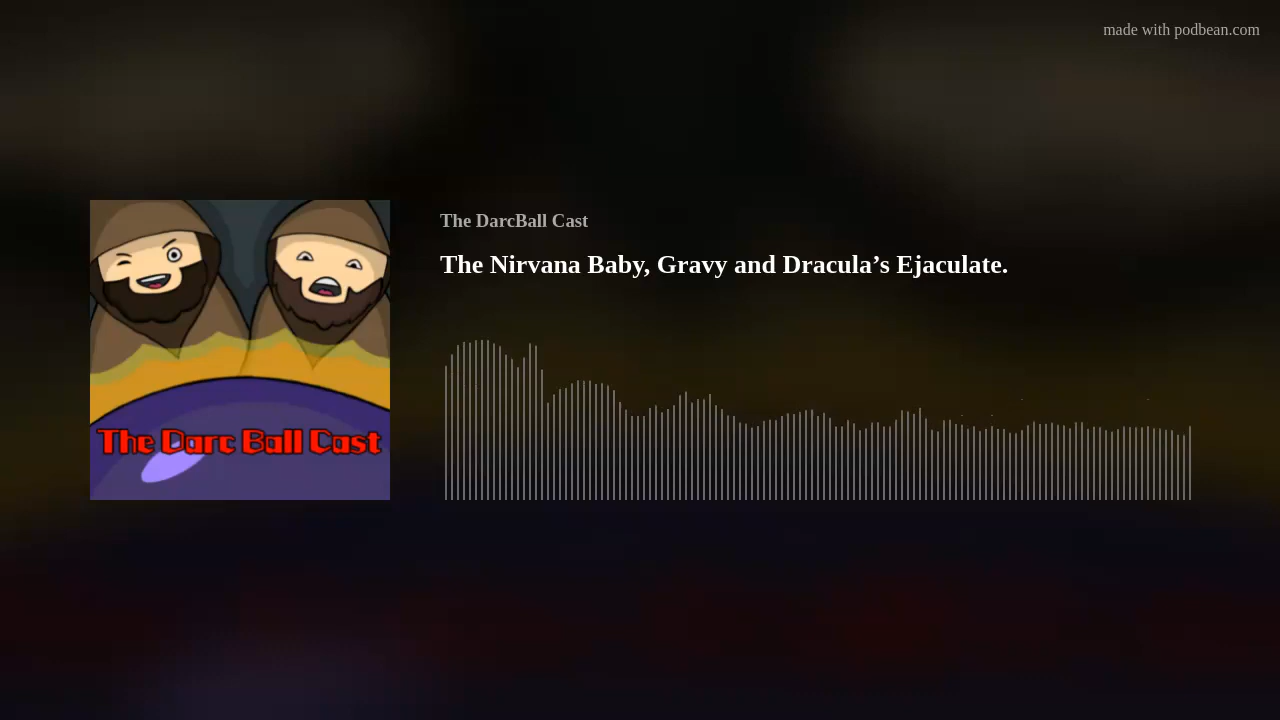 made with podbean.com
The DarcBall Cast
The Nirvana Baby, Gravy and Dracula’s Ejaculate.
The Darc Ball Cast